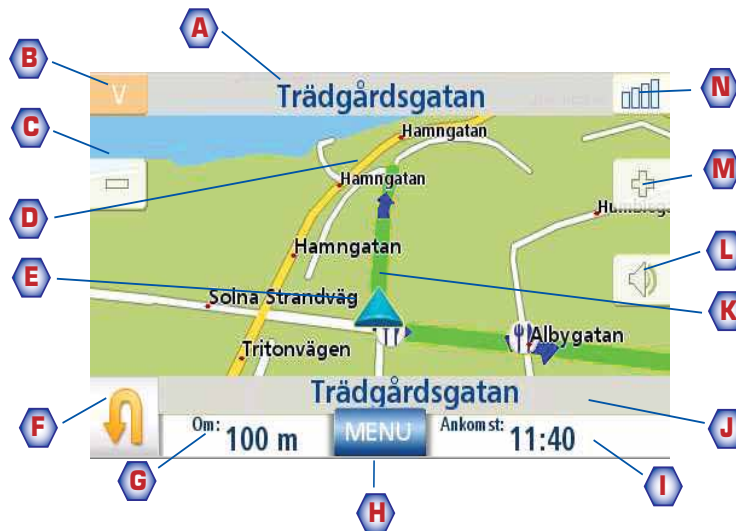 A
B
V
Trädgårdsgatan
N
C
Hamngatan
Hamngatan
M
D
Hamngatan
L
E
Solna Strandväg
K
Albygatan
Tritonvägen
Trädgårdsgatan
F
J
Om: 100 m
MENU
Ankomst: 11:40
G
H
I